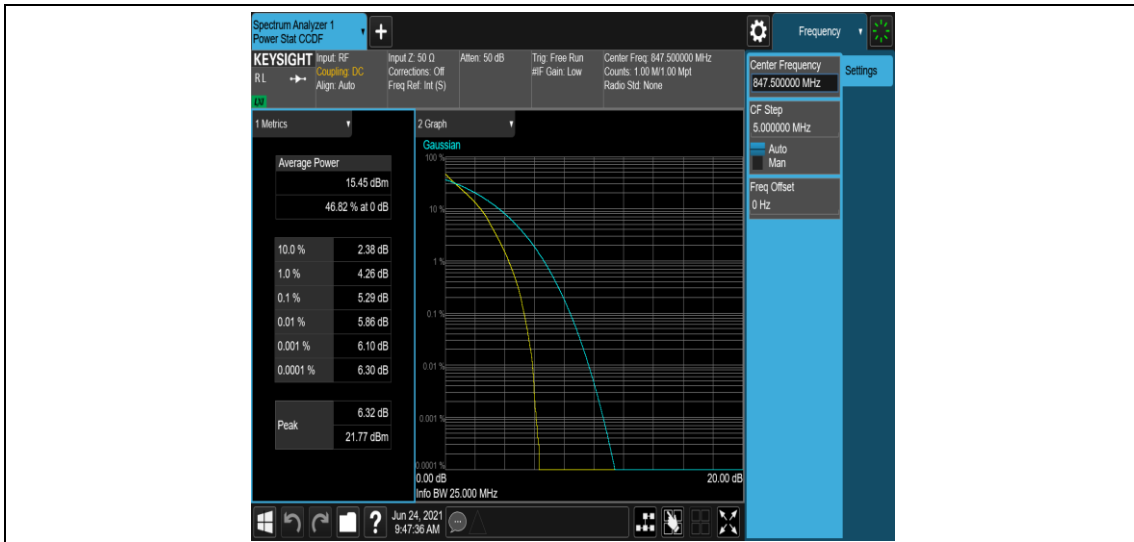 Spectrum Analyzer 1
Power Stat CCDF
+
Frequency
KEYSIGHT
Input: RF
Coupling: DC
Align: Auto
RL
LXI
Input Z: 50 Ω
Corrections: Off
Freq Ref: Int (S)
Atten: 50 dB
Trig: Free Run
#IF Gain: Low
Center Freq: 847.500000 MHz
Counts: 1.00 M/1.00 Mpt
Radio Std: None
Center Frequency
847.500000 MHz
Settings
CF Step
5.000000 MHz
Auto
Man
Freq Offset
0 Hz
1 Metrics
Average Power
15.45 dBm
46.82 % at 0 dB
10.0 % 2.38 dB
1.0 % 4.26 dB
0.1 % 5.29 dB
0.01 % 5.86 dB
0.001 % 6.10 dB
0.0001 % 6.30 dB
Peak
6.32 dB
21.77 dBm
2 Graph
Gaussian
100 %
10 %
1 %
0.1 %
0.01 %
0.001 %
0.0001 %
0.00 dB 20.00 dB
Info BW 25.000 MHz
?
Jun 24, 2021
9:47:36 AM